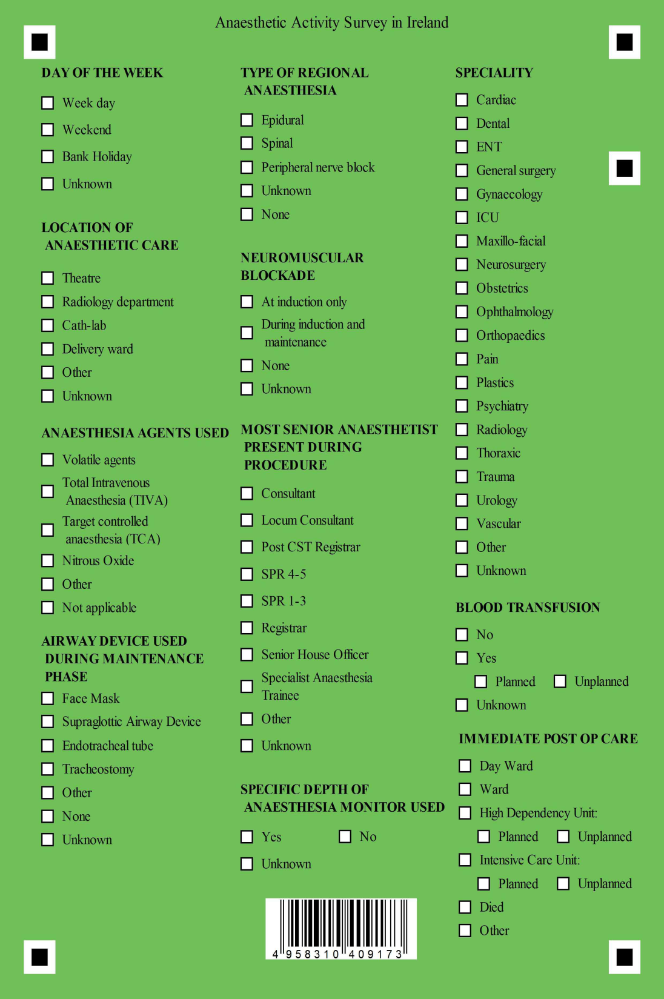 Anaesthetic Activity Survey in Ireland
DAY OF THE WEEK
Week day
Weekend
Bank Holiday
Unknown
LOCATION OF
ANAESTHETIC CARE
Theatre
Radiology department
Cath-lab
Delivery ward
Other
Unknown
ANAESTHESIA AGENTS USED
Volatile agents
Total Intravenous
Anaesthesia (TIVA)
Target controlled
anaesthesia (TCA)
Nitrous Oxide
Other
Not applicable
AIRWAY DEVICE USED
DURING MAINTENANCE
PHASE
Face Mask
Supraglottic Airway Device
Endotracheal tube
Tracheostomy
Other
None
Unknown
TYPE OF REGIONAL
ANAESTHESIA
Epidural
Spinal
Peripheral nerve block
Unknown
None
NEUROMUSCULAR
BLOCKADE
At induction only
During induction and
maintenance
None
Unknown
MOST SENIOR ANAESTHETIST
PRESENT DURING
PROCEDURE
Consultant
Locum Consultant
Post CST Registrar
SPR 4-5
SPR 1-3
Registrar
Senior House Officer
Specialist Anaesthesia
Trainee
Other
Unknown
SPECIFIC DEPTH OF
ANAESTHESIA MONITOR USED
Yes No
Unknown
4 958310 409173
SPECIALITY
Cardiac
Dental
ENT
General surgery
Gynaecology
ICU
Maxillo-facial
Neurosurgery
Obstetrics
Ophthalmology
Orthopaedics
Pain
Plastics
Psychiatry
Radiology
Thoraxic
Trauma
Urology
Vascular
Other
Unknown
BLOOD TRANSFUSION
No
Yes
Planned Unplanned
Unknown
IMMEDIATE POST OP CARE
Day Ward
Ward
High Dependency Unit:
Planned Unplanned
Intensive Care Unit:
Planned Unplanned
Died
Other